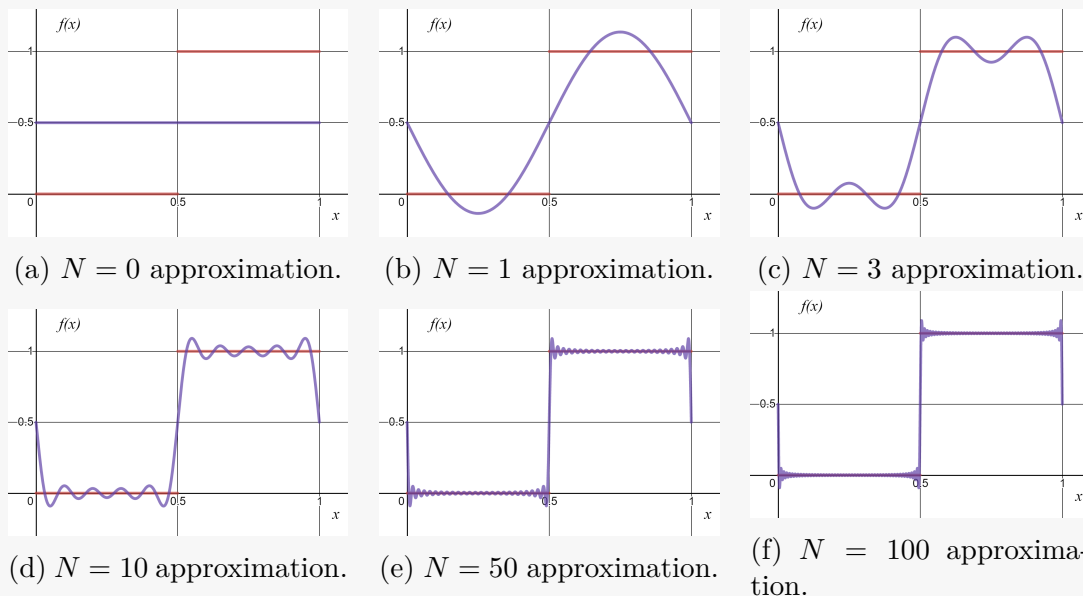 f(x)
1
0.5
0
0.5
1
x
(a) N = 0 approximation.
f(x)
1
0.5
0
0.5
1
x
(b) N = 1 approximation.
f(x)
1
0.5
0
0.5
1
x
(c) N = 3 approximation.
f(x)
1
0.5
0
0.5
1
x
(d) N = 10 approximation.
f(x)
1
0.5
0
0.5
1
x
(e) N = 50 approximation.
f(x)
1
0.5
0
0.5
1
x
(f) N = 100 approxima-
tion.